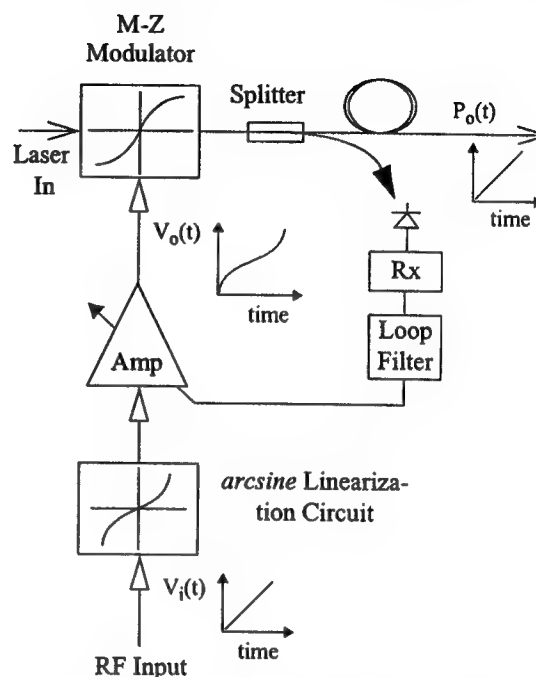 M-Z
Modulator
Splitter
P_o(t)
Laser
In
time
V_o(t)
time
Rx
Loop
Filter
Amp
arcsine Lineariza-
tion Circuit
V_i(t)
time
RF Input